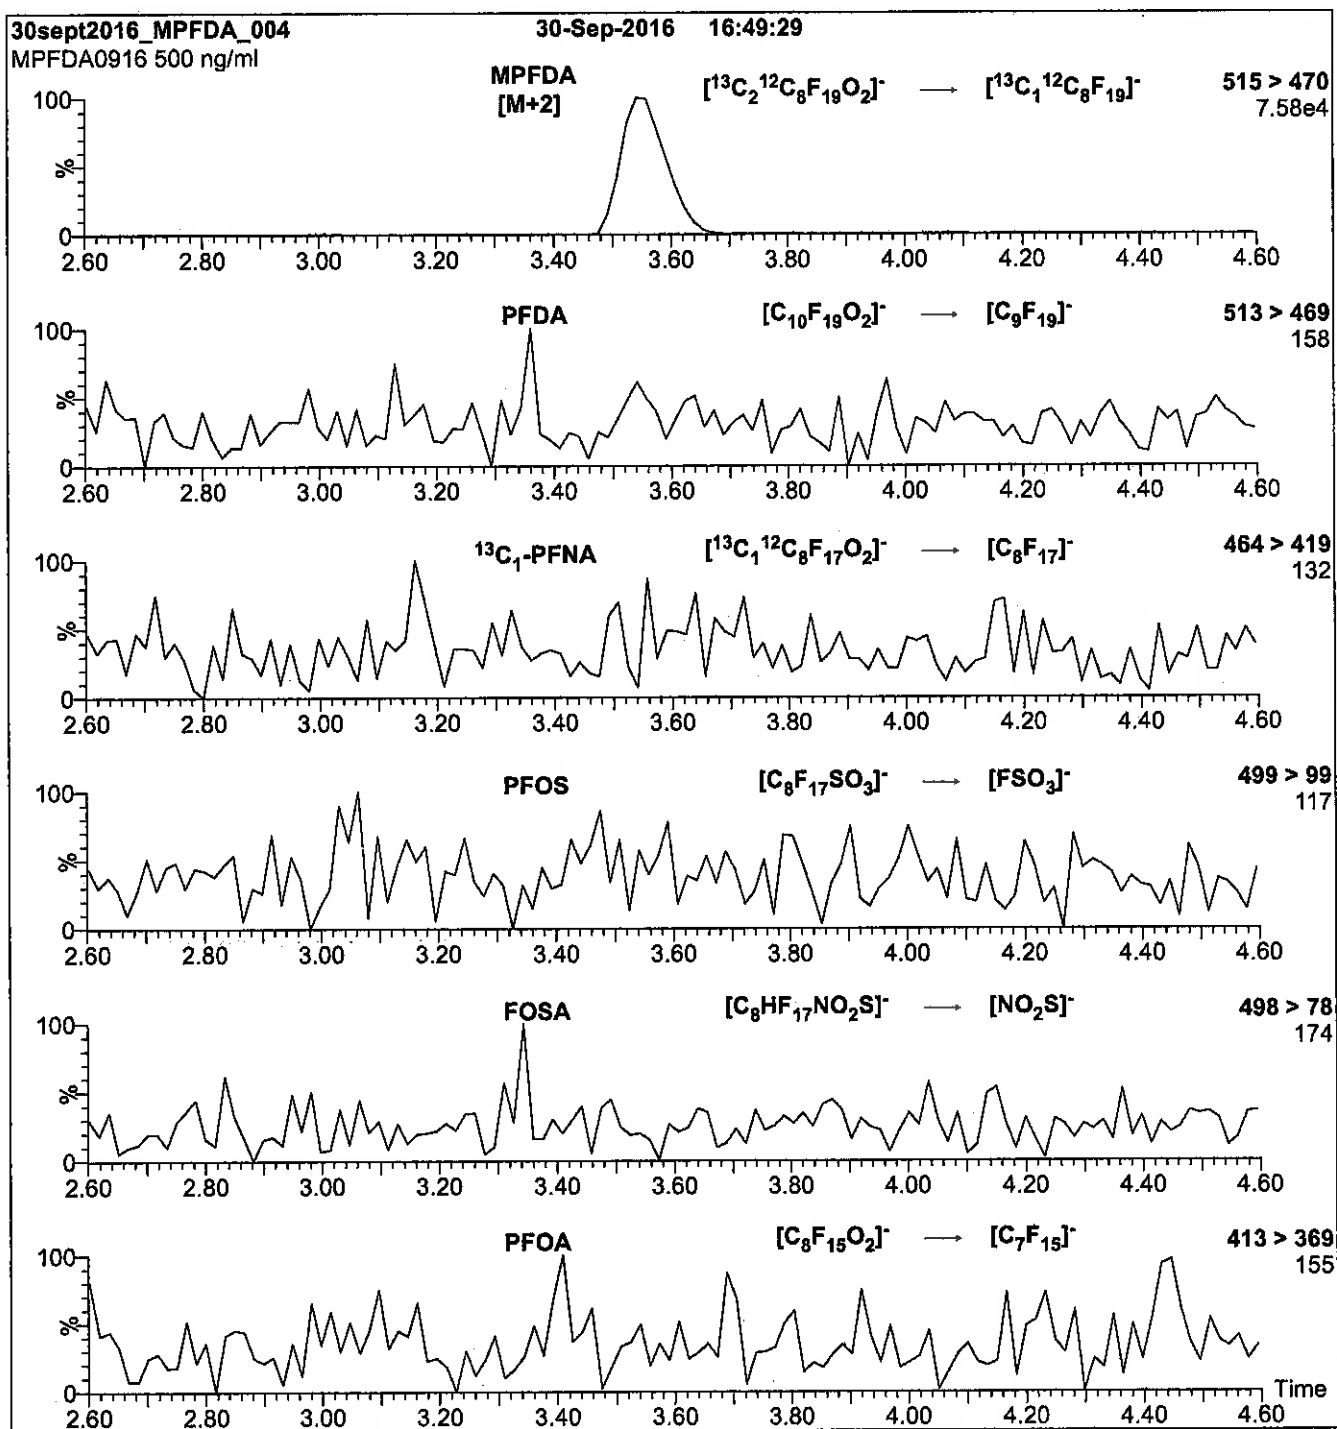 30sept2016_MPFDA_004 30-Sep-2016 16:49:29
MPFDA0916 500 ng/ml
MPFDA [¹³C₂¹²C₈F₁₉O₂]⁻ → [¹³C₁¹²C₈F₁₉]⁻ 515 > 470
[M+2] 7.58e4
100
%
0
2.60 2.80 3.00 3.20 3.40 3.60 3.80 4.00 4.20 4.40 4.60
PFDA [C₁₀F₁₉O₂]⁻ → [C₉F₁₉]⁻ 513 > 469
158
100
%
0
2.60 2.80 3.00 3.20 3.40 3.60 3.80 4.00 4.20 4.40 4.60
¹³C₁-PFNA [¹³C₁¹²C₈F₁₇O₂]⁻ → [C₈F₁₇]⁻ 464 > 419
132
100
%
0
2.60 2.80 3.00 3.20 3.40 3.60 3.80 4.00 4.20 4.40 4.60
PFOS [C₈F₁₇SO₃]⁻ → [FSO₃]⁻ 499 > 99
117
100
%
0
2.60 2.80 3.00 3.20 3.40 3.60 3.80 4.00 4.20 4.40 4.60
FOSA [C₈HF₁₇NO₂S]⁻ → [NO₂S]⁻ 498 > 78
174
100
%
0
2.60 2.80 3.00 3.20 3.40 3.60 3.80 4.00 4.20 4.40 4.60
PFOA [C₈F₁₅O₂]⁻ → [C₇F₁₅]⁻ 413 > 369
155
100
%
0
Time
2.60 2.80 3.00 3.20 3.40 3.60 3.80 4.00 4.20 4.40 4.60